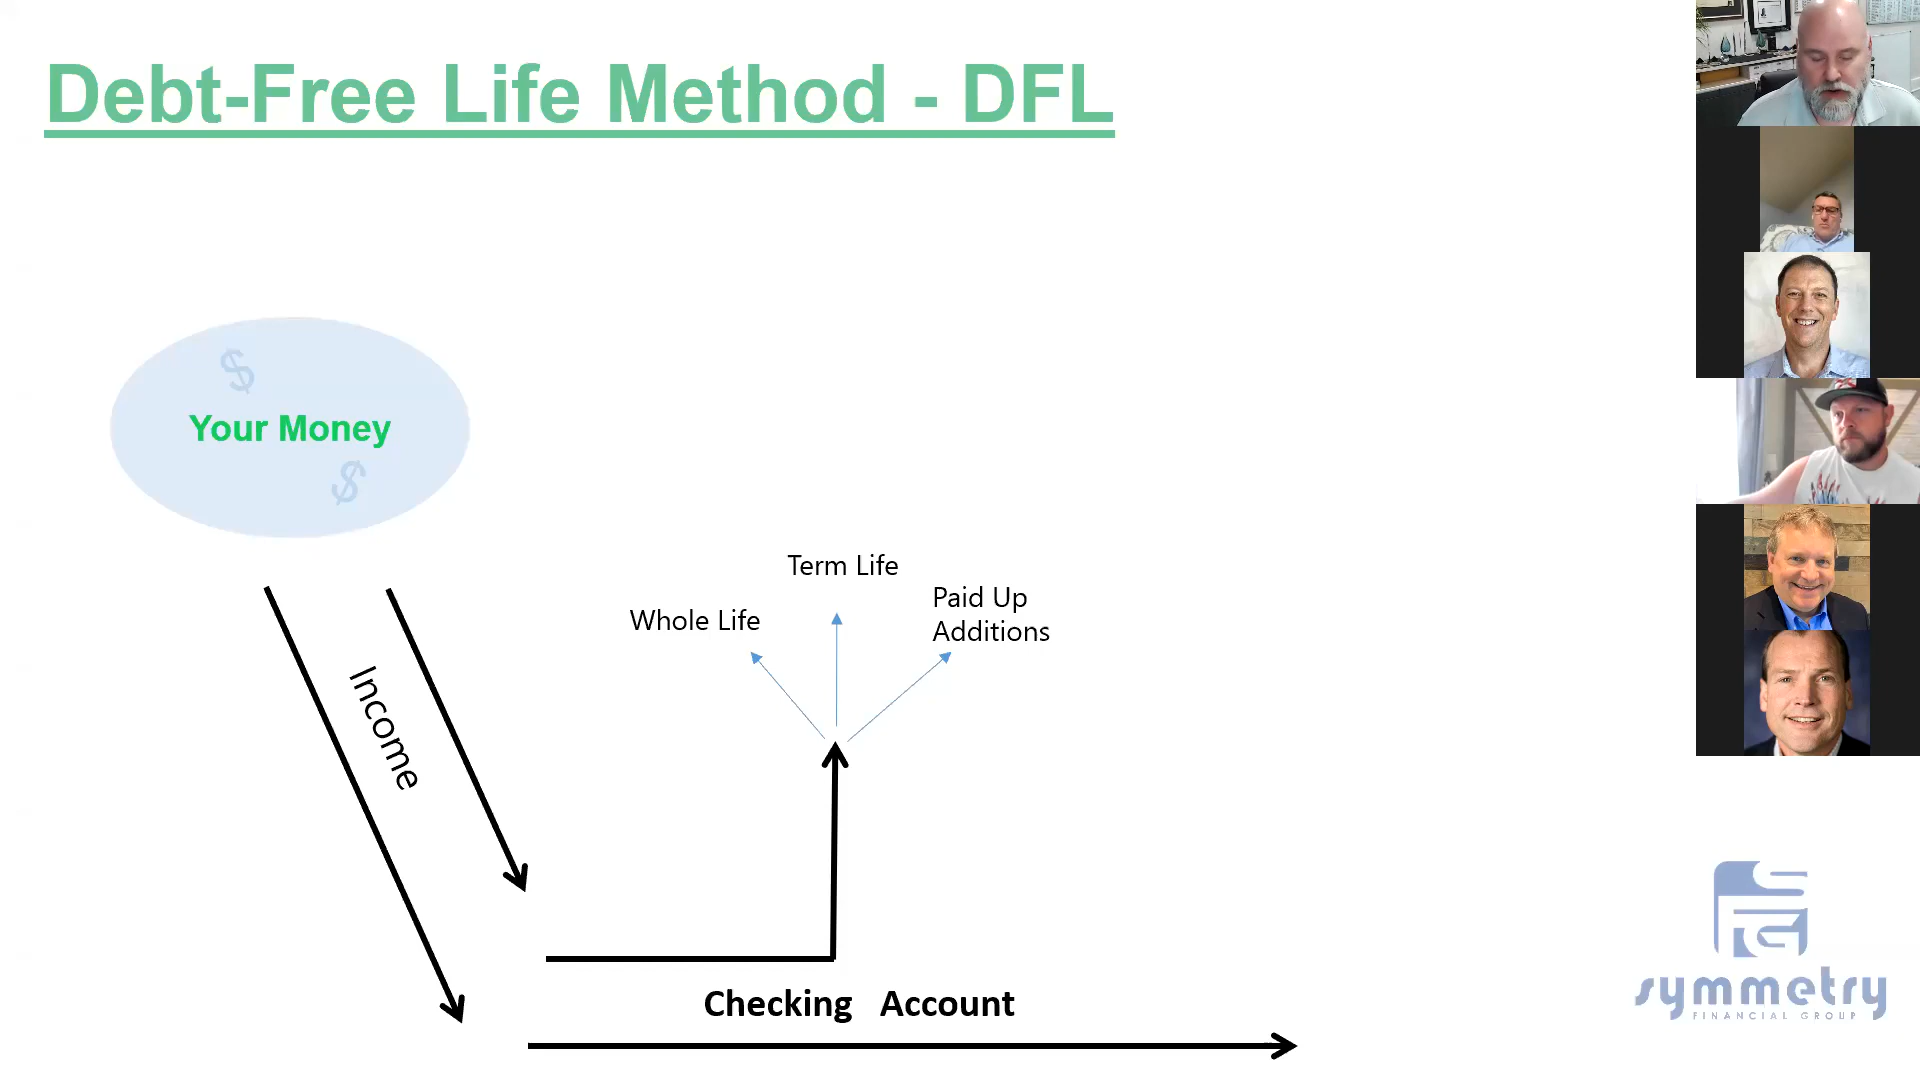 Debt-Free Life Method - DFL
$
Your Money
$
Income
Whole Life
Term Life
Paid Up
Additions
Checking Account
symmetry
FINANCIAL GROUP